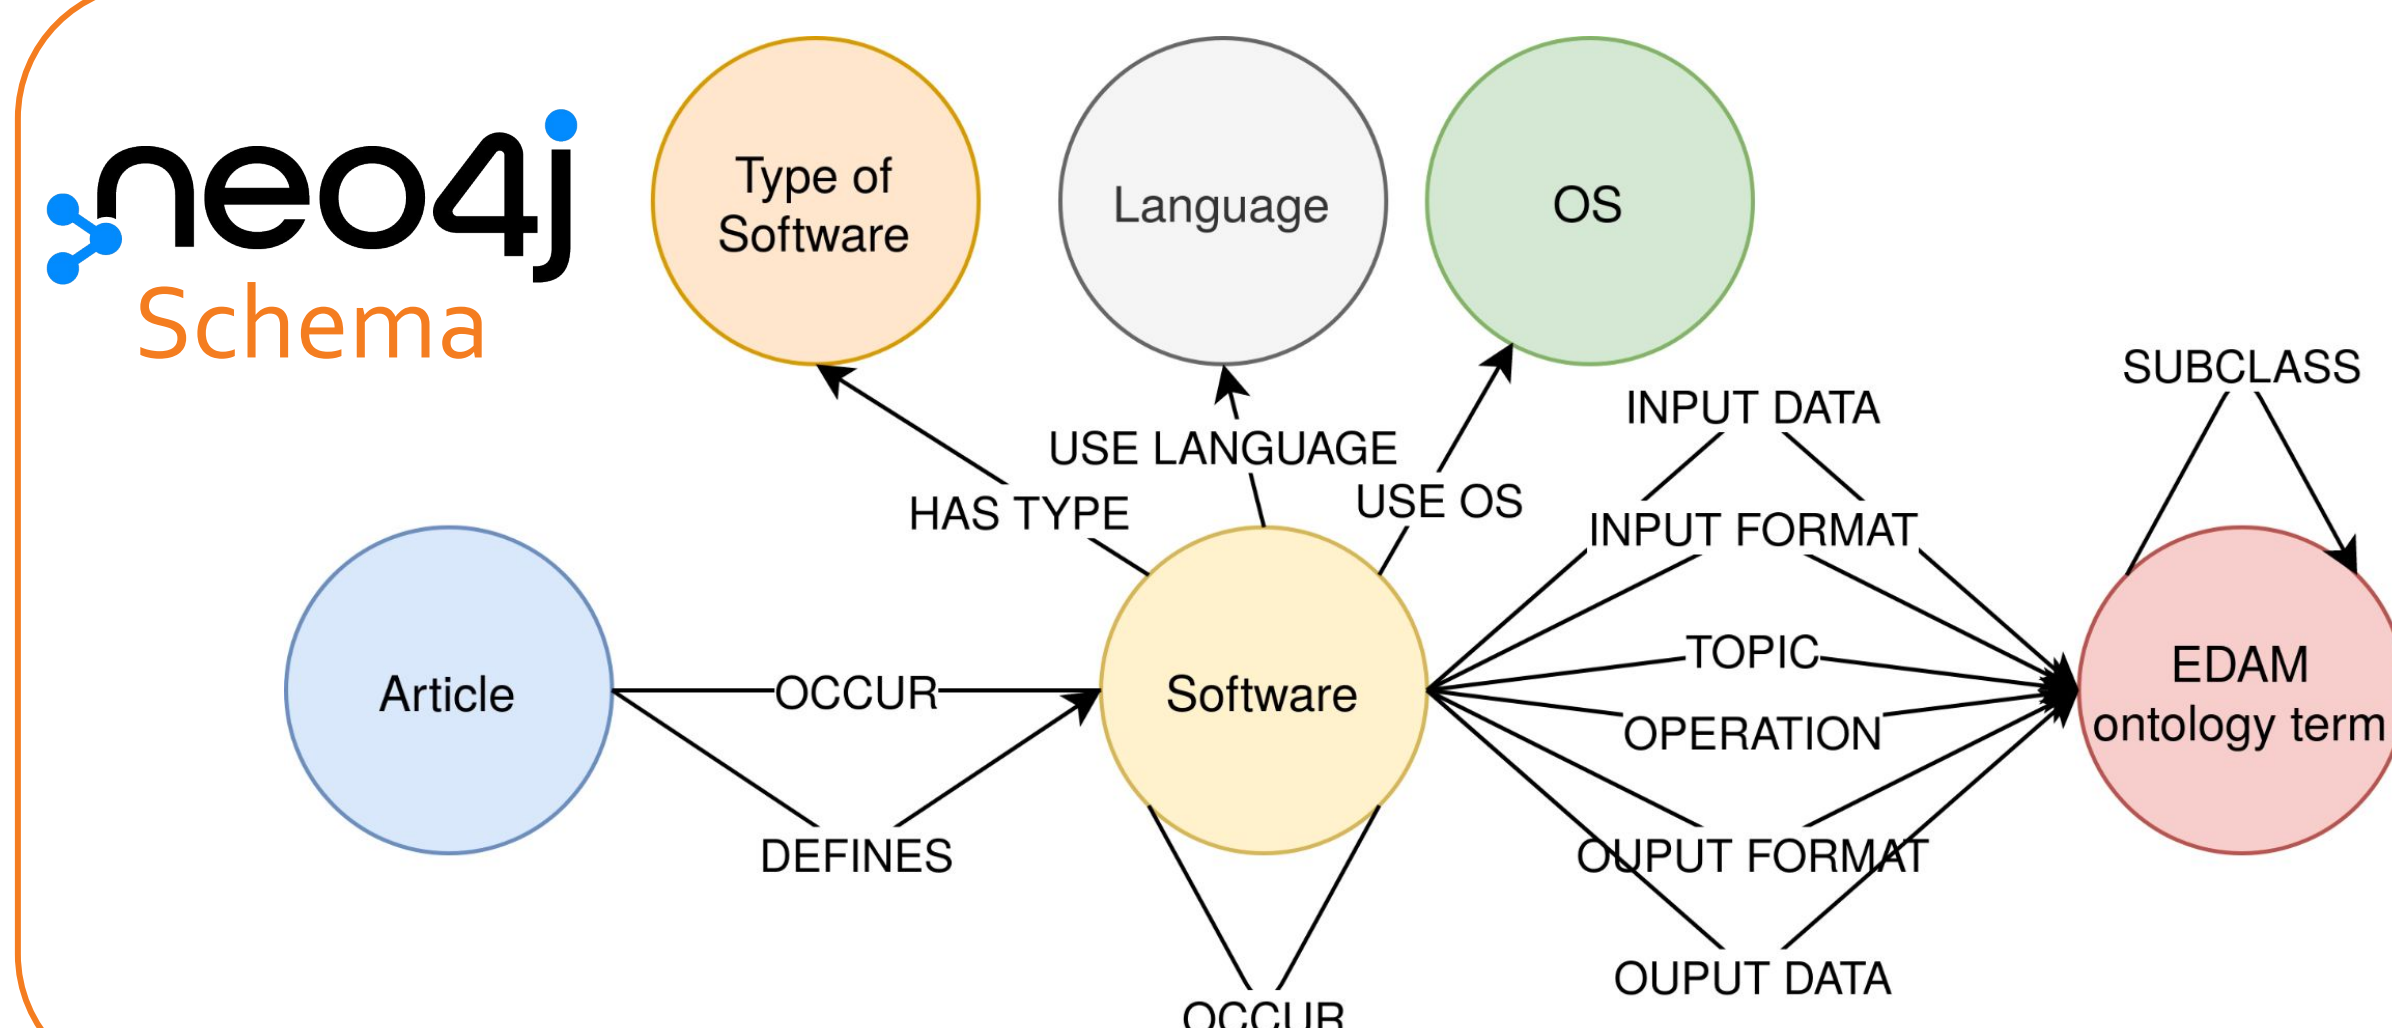 neo4j
Schema
Type of
Software
Language
OS
SUBCLASS
INPUT DATA
USE LANGUAGE
USE OS
HAS TYPE
INPUT FORMAT
TOPIC
Article
OCCUR
Software
EDAM
ontology term
OPERATION
DEFINES
OUPUT FORMAT
OUPUT DATA
OCCUR